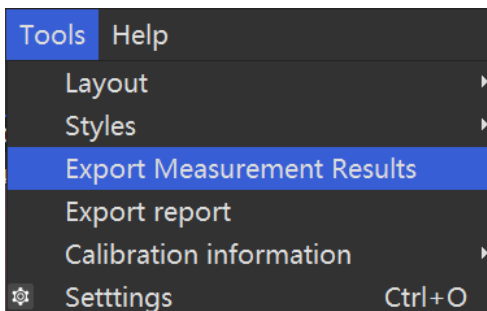 Tools Help
Layout
Styles
Export Measurement Results
Export report
Calibration information
Setttings Ctrl+O